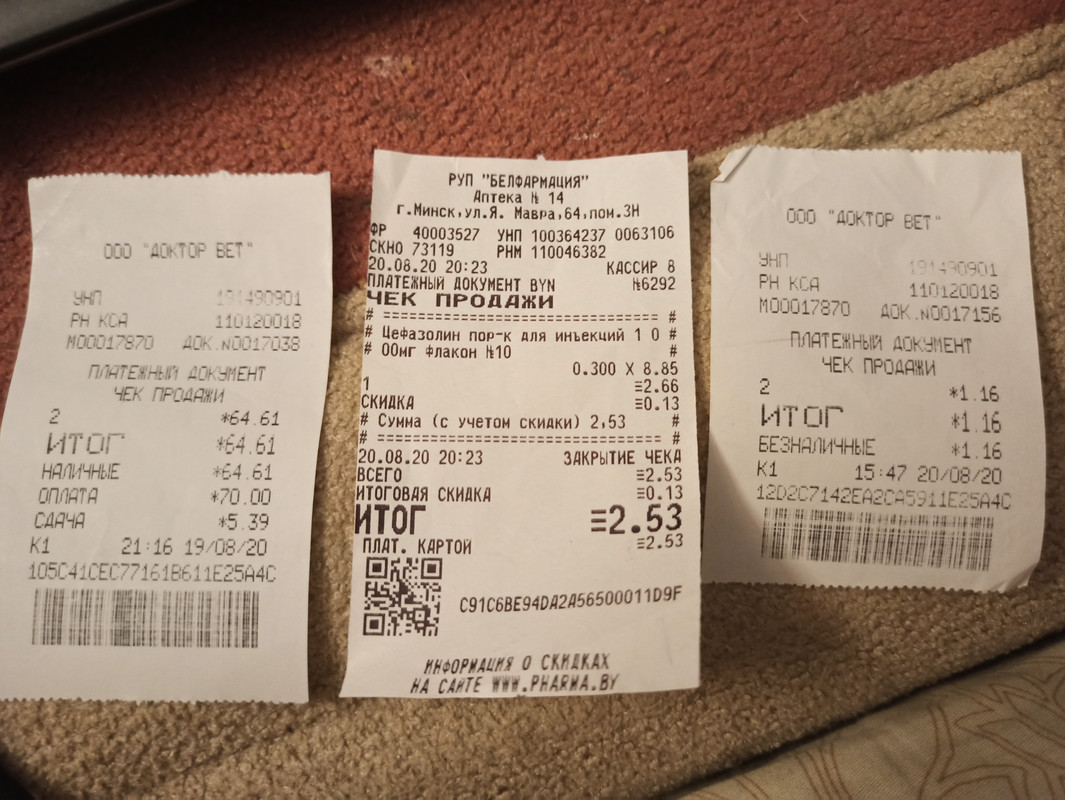 ООО "ДОКТОР ВЕТ"
УНП 191490901
РН КСА 110120018
М00017870 ДОК.N0017038
ПЛАТЕЖНЫЙ ДОКУМЕНТ
ЧЕК ПРОДАЖИ
2 *64.61
ИТОГ *64.61
НАЛИЧНЫЕ *64.61
ОПЛАТА *70.00
СДАЧА *5.39
К1 21:16 19/08/20
105C41CEC77161B611E25A4C
РУП "БЕЛФАРМАЦИЯ"
Аптека № 14
г.Минск,ул.Я. Мавра,64,пом.3Н
ФР 40003527 УНП 100364237 0063106
СКНО 73119 РНМ 110046382
20.08.20 20:23 КАССИР 8
ПЛАТЕЖНЫЙ ДОКУМЕНТ BYN №6292
ЧЕК ПРОДАЖИ
# ============================== #
# Цефазолин пор-к для инъекций 1 0 #
# 00мг флакон №10 #
0.300 X 8.85
1 ≡2.66
СКИДКА ≡0.13
# Сумма (с учетом скидки) 2,53 #
# ============================== #
20.08.20 20:23 ЗАКРЫТИЕ ЧЕКА
ВСЕГО ≡2.53
ИТОГОВАЯ СКИДКА ≡0.13
ИТОГ ≡2.53
ПЛАТ. КАРТОЙ ≡2.53
C91C6BE94DA2A56500011D9F
ИНФОРМАЦИЯ О СКИДКАХ
НА САЙТЕ WWW.PHARMA.BY
ООО "ДОКТОР ВЕТ"
УНП 191490901
РН КСА 110120018
М00017870 ДОК.N0017156
ПЛАТЕЖНЫЙ ДОКУМЕНТ
ЧЕК ПРОДАЖИ
2 *1.16
ИТОГ *1.16
БЕЗНАЛИЧНЫЕ *1.16
К1 15:47 20/08/20
12D2C7142EA2CA5911E25A4C